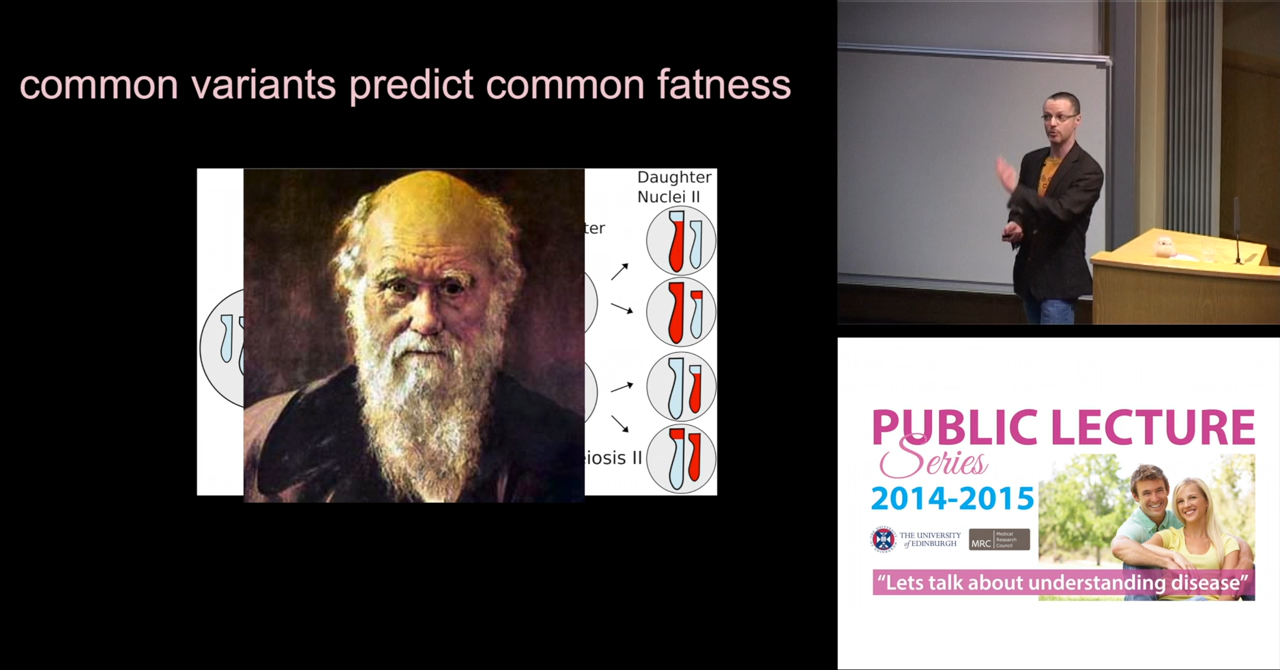 common variants predict common fatness
Daughter
Nuclei II
ter
eiosis II
PUBLIC LECTURE
Series
2014-2015
THE UNIVERSITY
of EDINBURGH
MRC
Medical
Research
Council
“Lets talk about understanding disease”